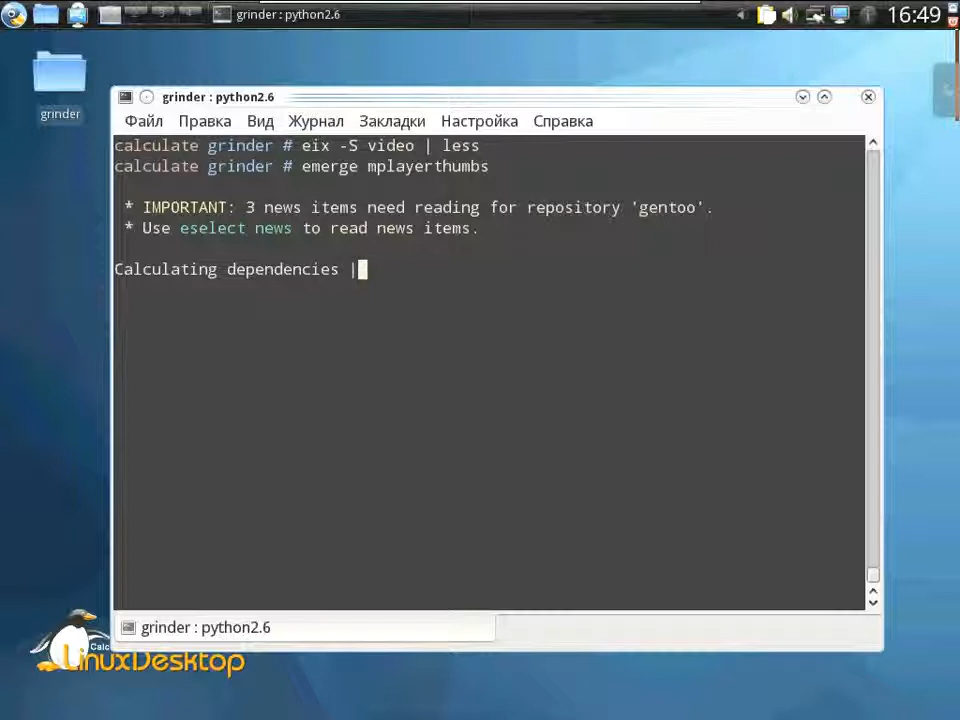 grinder : python2.6
16:49
grinder
grinder : python2.6
Файл Правка Вид Журнал Закладки Настройка Справка
calculate grinder # eix -S video | less
calculate grinder # emerge mplayerthumbs
* IMPORTANT: 3 news items need reading for repository 'gentoo'.
* Use eselect news to read news items.
Calculating dependencies |
grinder : python2.6
Calc
LinuxDesktop